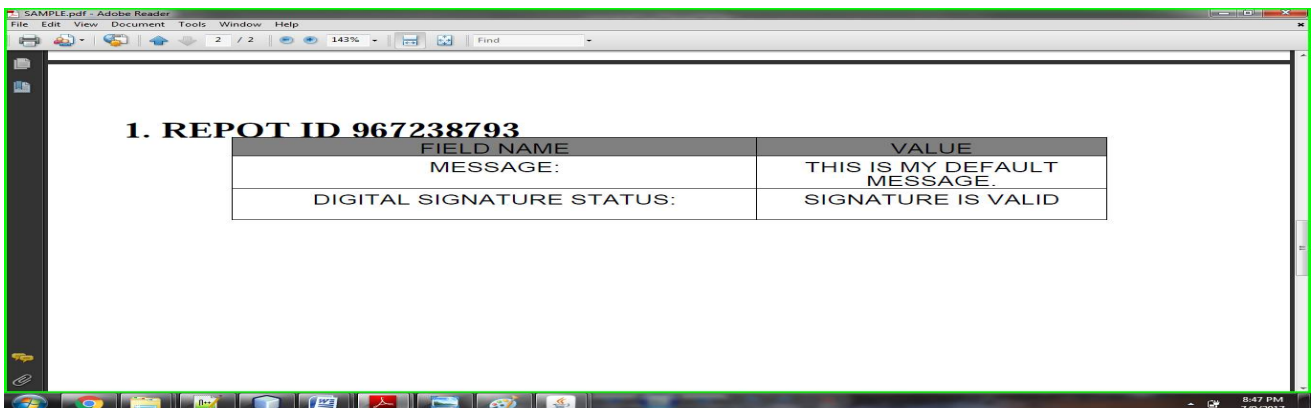 SAMPLE.pdf - Adobe Reader
File Edit View Document Tools Window Help
2 / 2 143% Find
1. REPOT ID 967238793
FIELD NAME VALUE
MESSAGE: THIS IS MY DEFAULT
MESSAGE.
DIGITAL SIGNATURE STATUS: SIGNATURE IS VALID
8:47 PM